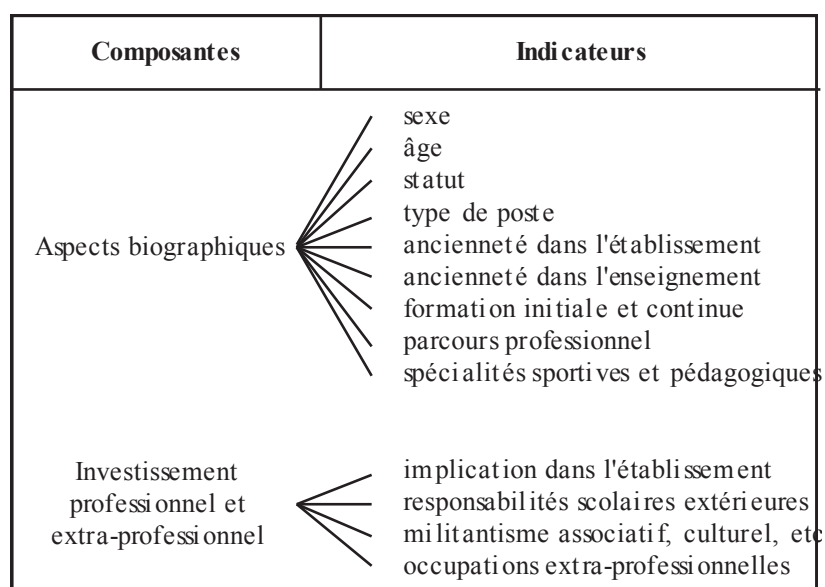 Composantes Indicateurs
sexe
âge
statut
type de poste
Aspects biographiques ancienneté dans l'établissement
ancienneté dans l'enseignement
formation initiale et continue
parcours professionnel
spécialités sportives et pédagogiques
Investissement
professionnel et
extra-professionnel
implication dans l'établissement
responsabilités scolaires extérieures
militantisme associatif, culturel, etc
occupations extra-professionnelles